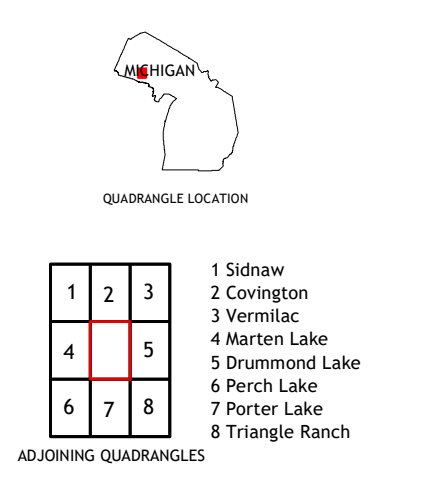 MICHIGAN
QUADRANGLE LOCATION
1 2 3
4 5
6 7 8
ADJOINING QUADRANGLES
1 Sidnaw
2 Covington
3 Vermilac
4 Marten Lake
5 Drummond Lake
6 Perch Lake
7 Porter Lake
8 Triangle Ranch